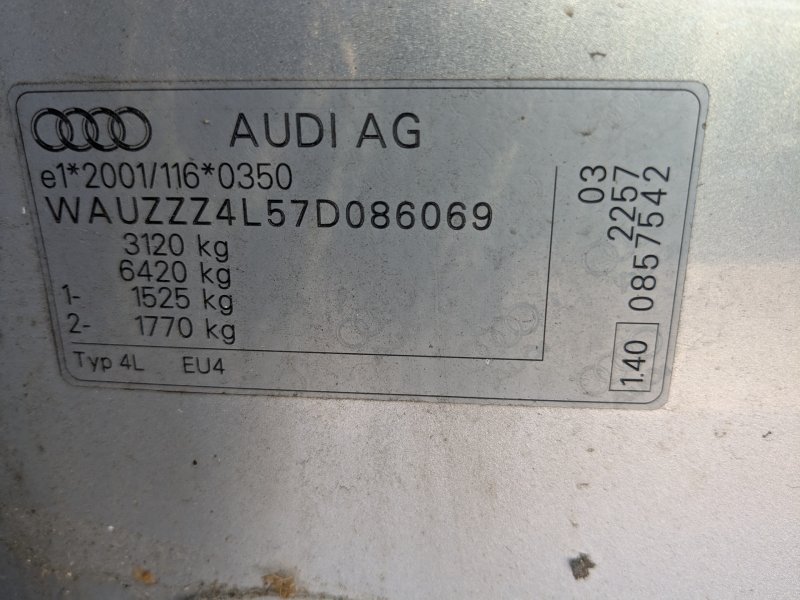 AUDI AG
e1*2001/116*0350
WAUZZZ4L57D086069
3120 kg
6420 kg
1- 1525 kg
2- 1770 kg
Typ 4L EU4
03
2257
1.40 0857542